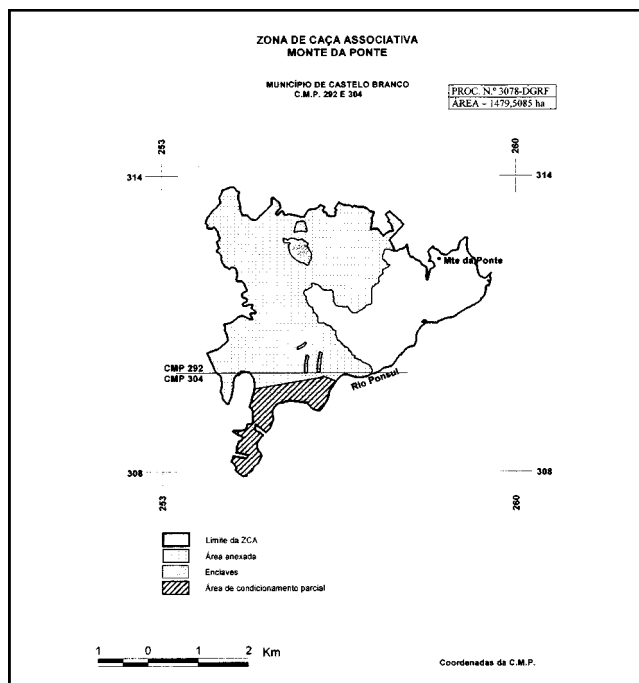 ZONA DE CAÇA ASSOCIATIVA
MONTE DA PONTE
MUNICÍPIO DE CASTELO BRANCO
C.M.P. 292 E 304
PROC. N.º 3078-DGRF
ÁREA - 1479,5085 ha
253
260
314
314
Mte da Ponte
CMP 292
CMP 304
Rio Ponsul
308
308
253
260
Limite da ZCA
Área anexada
Enclaves
Área de condicionamento parcial
1 0 1 2 Km
Coordenadas da C.M.P.